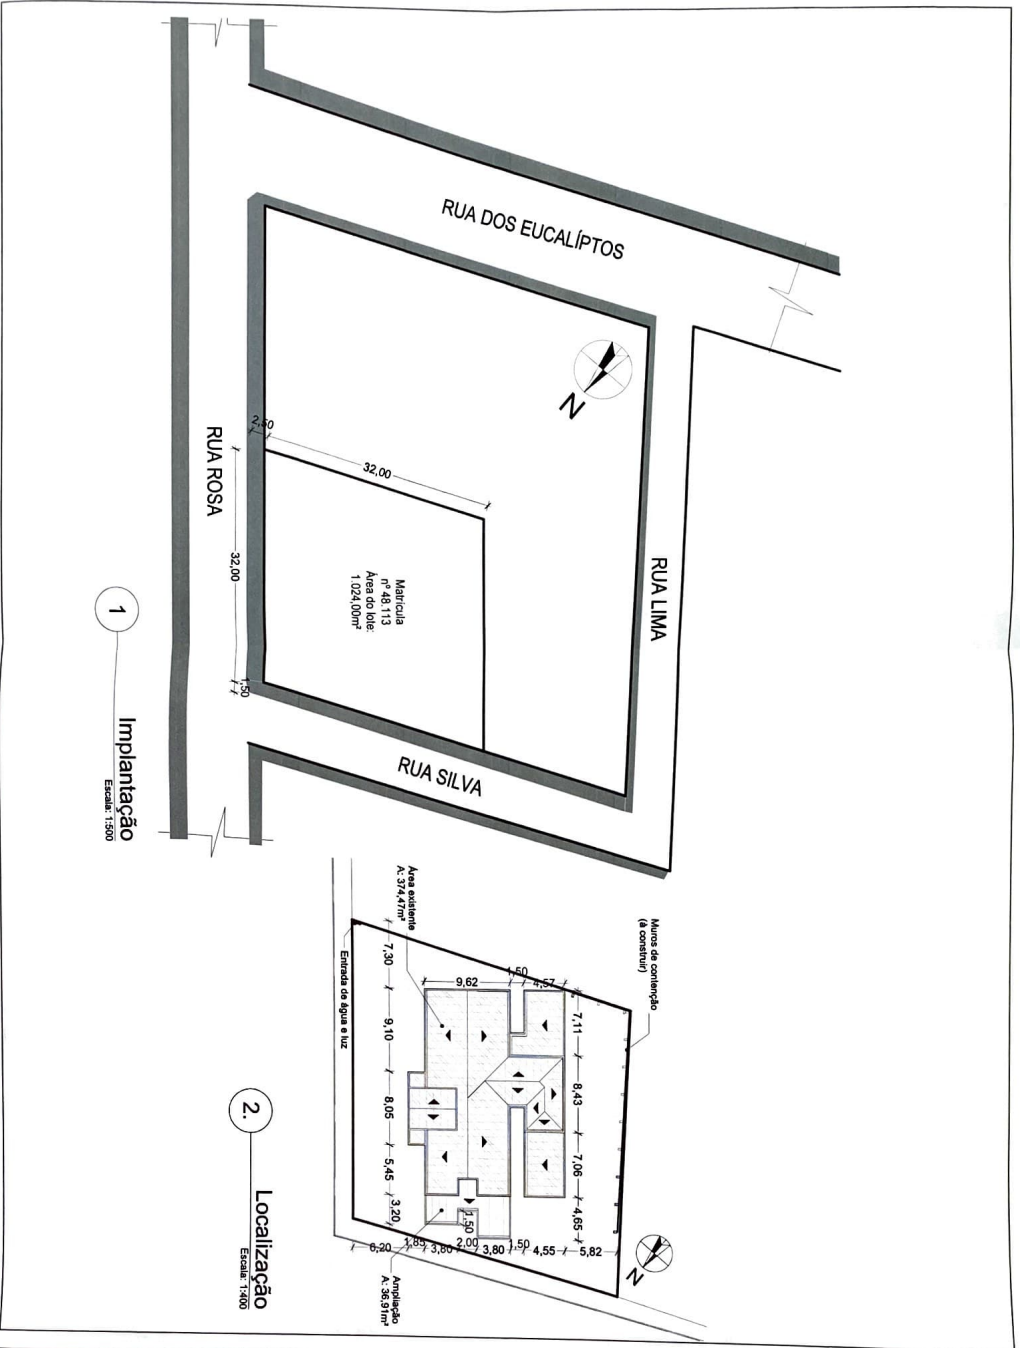 RUA DOS EUCALÍPTOS
N
2,50
32,00
RUA ROSA
32,00
1,50
Matrícula
nº 48.113
Área do lote:
1.024,00m²
RUA LIMA
RUA SILVA
1
Implantação
Escala: 1:500
Muros de contenção
(à construir)
Área existente
A: 374,47m²
Entrada de água e luz
7,30
9,10
8,05
5,45
3,20
9,62
1,50
4,57
7,11
8,43
7,06
4,65
1,50
6,20
1,85
3,80
2,00
3,80
1,50
4,55
5,82
N
Ampliação
A: 36,91m²
2.
Localização
Escala: 1:400